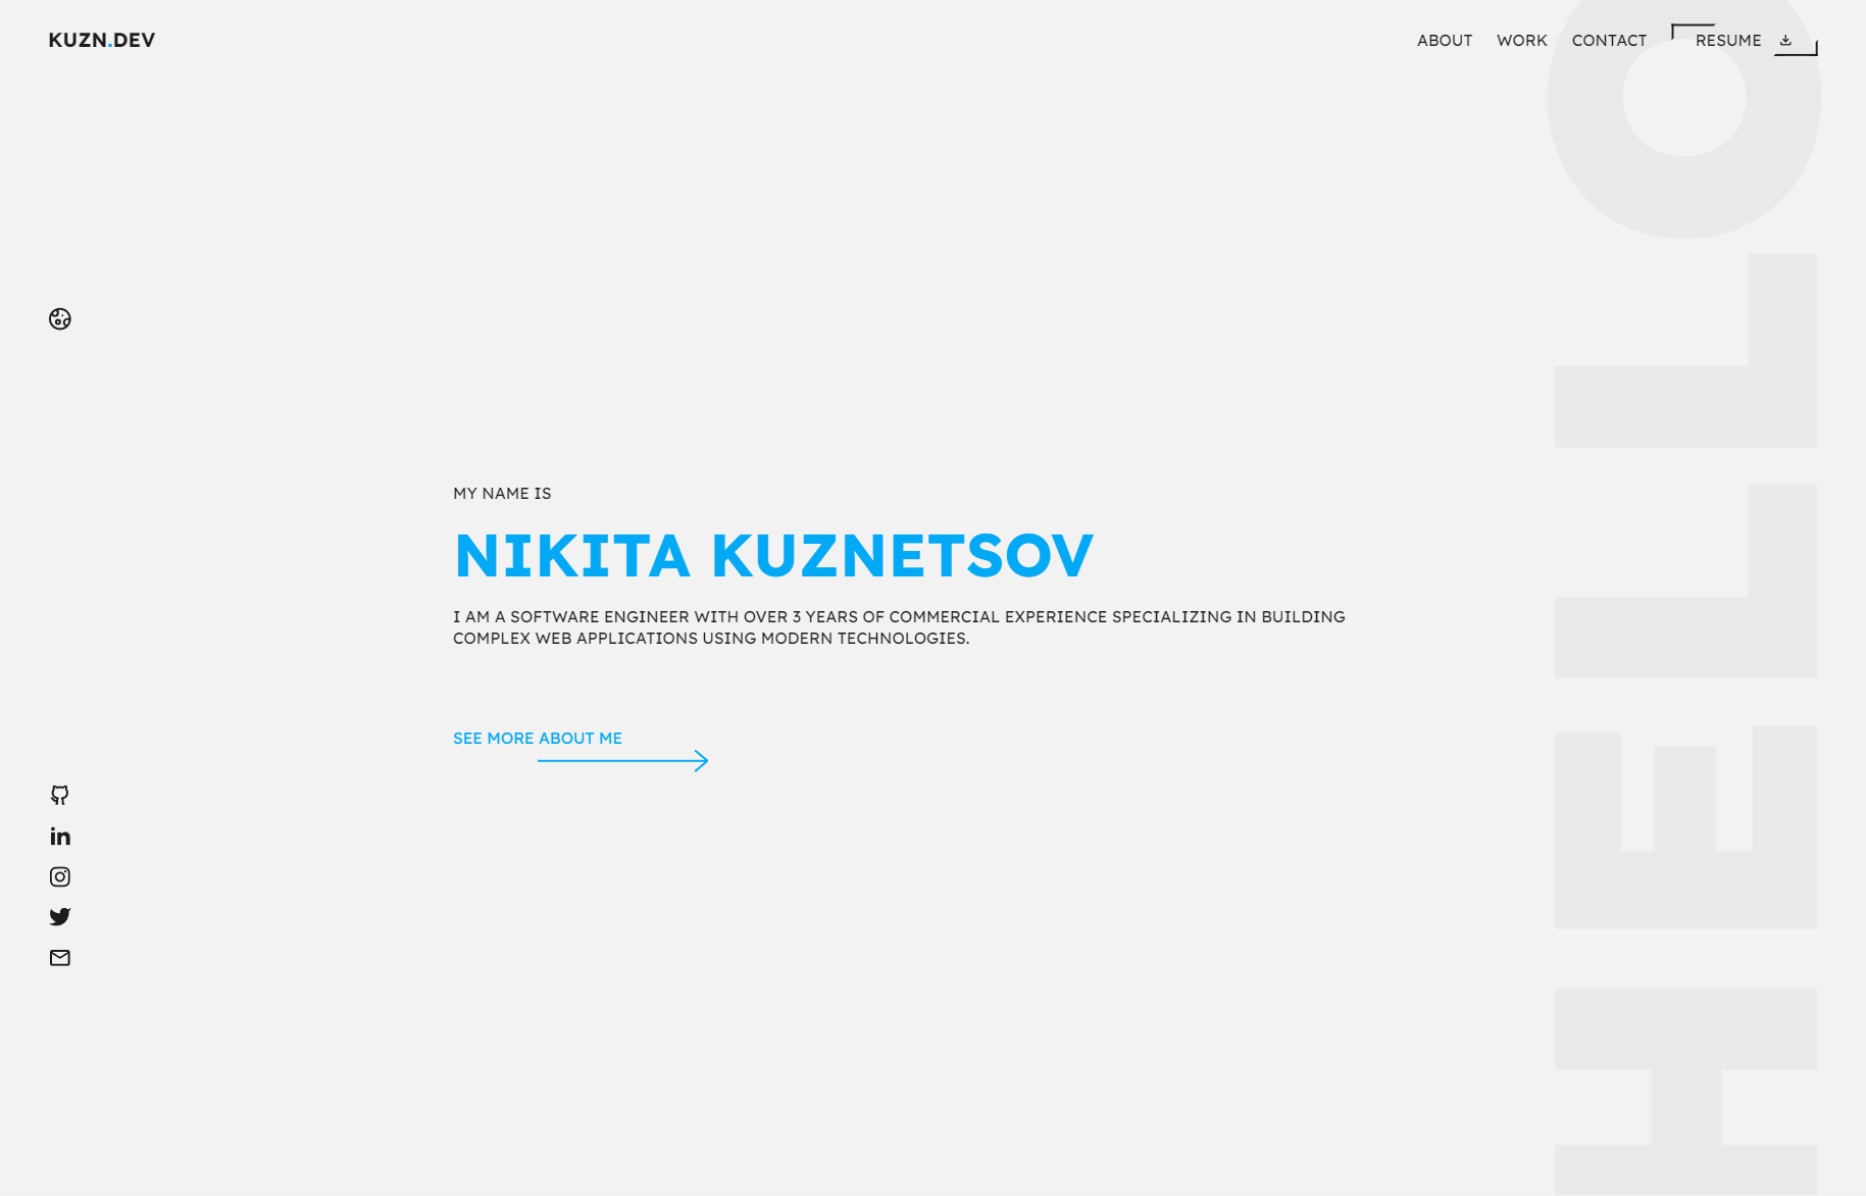 KUZN.DEV
ABOUT WORK CONTACT RESUME
MY NAME IS
NIKITA KUZNETSOV
I AM A SOFTWARE ENGINEER WITH OVER 3 YEARS OF COMMERCIAL EXPERIENCE SPECIALIZING IN BUILDING
COMPLEX WEB APPLICATIONS USING MODERN TECHNOLOGIES.
SEE MORE ABOUT ME
in
HELLO